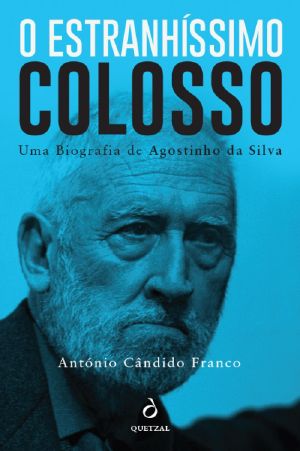 O ESTRANHÍSSIMO
COLOSSO
Uma Biografia de Agostinho da Silva
António Cândido Franco
QUETZAL